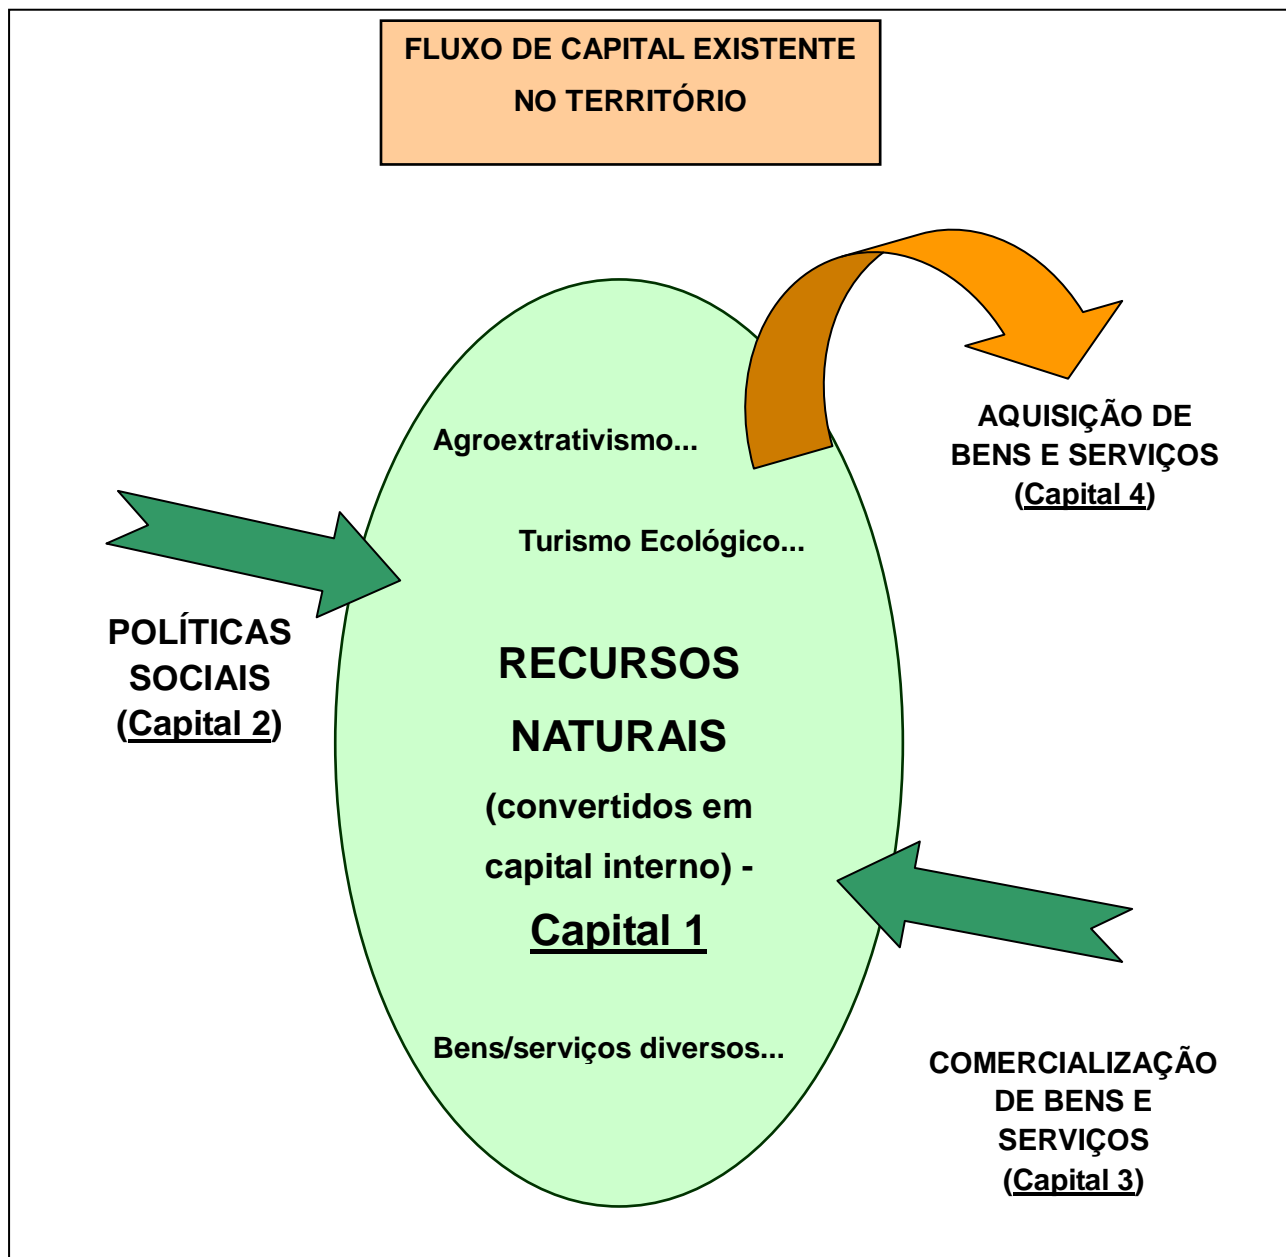 FLUXO DE CAPITAL EXISTENTE
NO TERRITÓRIO
Agroextrativismo...
Turismo Ecológico...
AQUISIÇÃO DE
BENS E SERVIÇOS
(Capital 4)
POLÍTICAS
SOCIAIS
(Capital 2)
RECURSOS
NATURAIS
(convertidos em
capital interno) -
Capital 1
Bens/serviços diversos...
COMERCIALIZAÇÃO
DE BENS E
SERVIÇOS
(Capital 3)